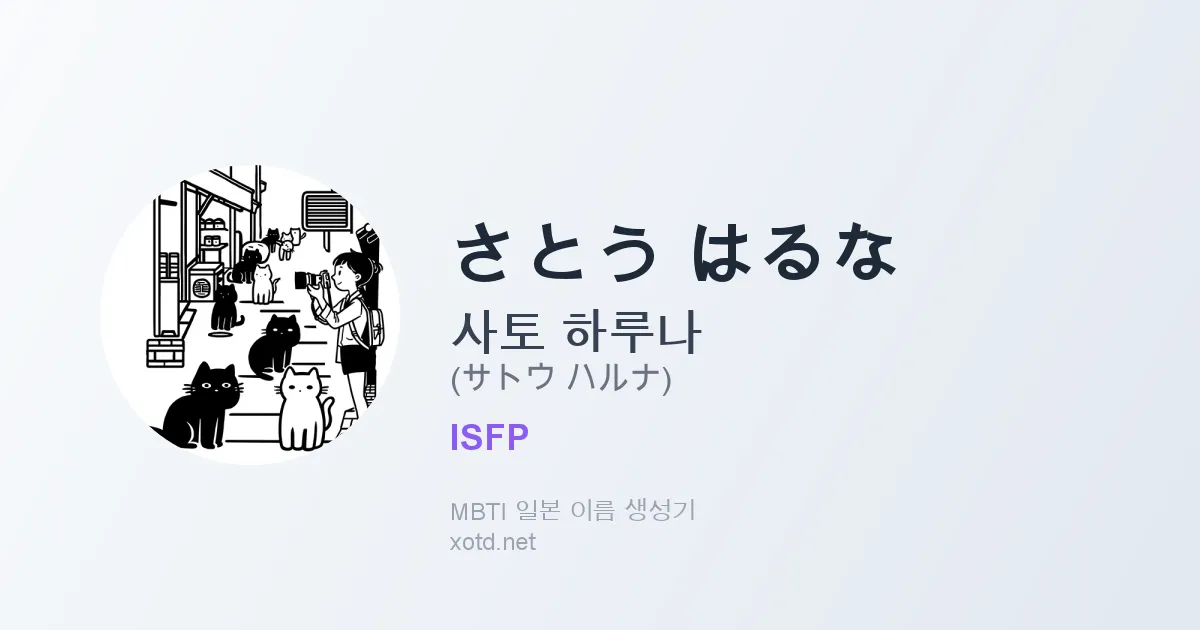 さとう はるな
사토 하루나
(サトウ ハルナ)
ISFP
MBTI 일본 이름 생성기
xotd.net